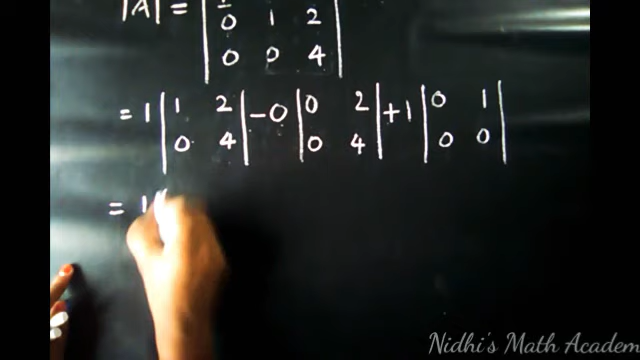 |A| = | 1
0 1 2
0 0 4 |
= 1 | 1 2 | - 0 | 0 2 | + 1 | 0 1 |
| 0 4 | | 0 4 | | 0 0 |
= 1
Nidhi's Math Academ